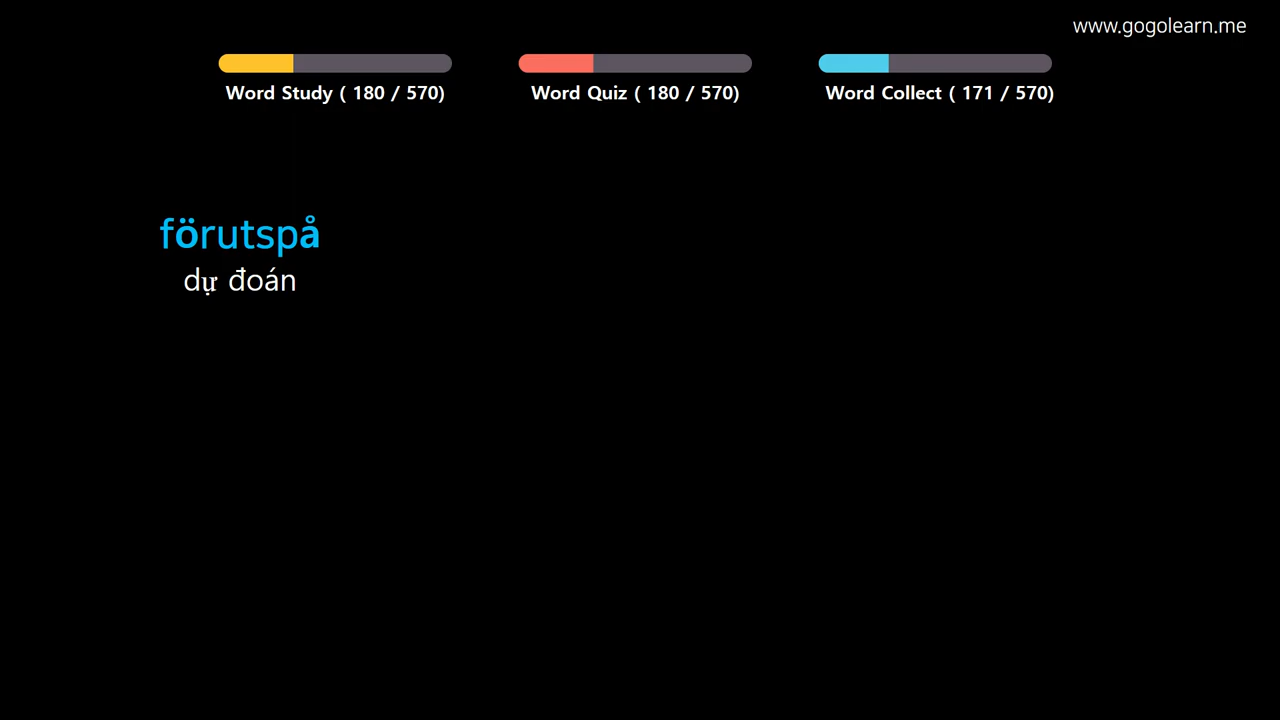 www.gogolearn.me
Word Study ( 180 / 570)
Word Quiz ( 180 / 570)
Word Collect ( 171 / 570)
förutspå
dự đoán